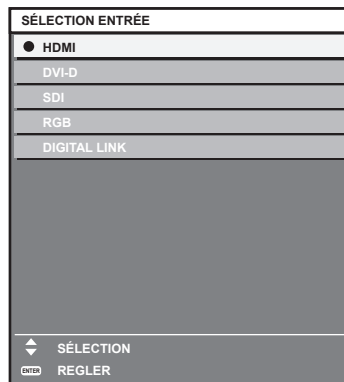 SÉLECTION ENTRÉE
HDMI
DVI-D
SDI
RGB
DIGITAL LINK
SÉLECTION
ENTER REGLER